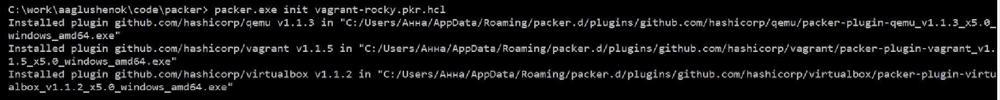 C:\work\aaglushenok\code\packer> packer.exe init vagrant-rocky.pkr.hcl
Installed plugin github.com/hashicorp/qemu v1.1.3 in "C:/Users/Анна/AppData/Roaming/packer.d/plugins/github.com/hashicorp/qemu/packer-plugin-qemu_v1.1.3_x5.0_
windows_amd64.exe"
Installed plugin github.com/hashicorp/vagrant v1.1.5 in "C:/Users/Анна/AppData/Roaming/packer.d/plugins/github.com/hashicorp/vagrant/packer-plugin-vagrant_v1.
1.5_x5.0_windows_amd64.exe"
Installed plugin github.com/hashicorp/virtualbox v1.1.2 in "C:/Users/Анна/AppData/Roaming/packer.d/plugins/github.com/hashicorp/virtualbox/packer-plugin-virtu
albox_v1.1.2_x5.0_windows_amd64.exe"